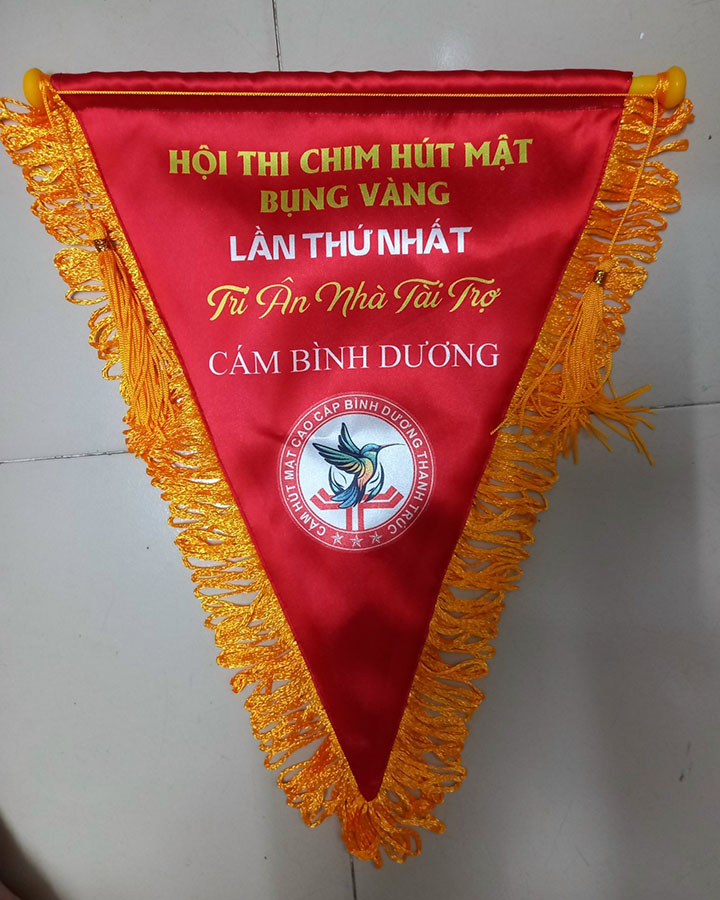 HỘI THI CHIM HÚT MẬT
BỤNG VÀNG
LẦN THỨ NHẤT
Tri Ân Nhà Tài Trợ
CÁM BÌNH DƯƠNG
CÁM HÚT MẬT CAO CẤP BÌNH DƯƠNG THANH TRÚC